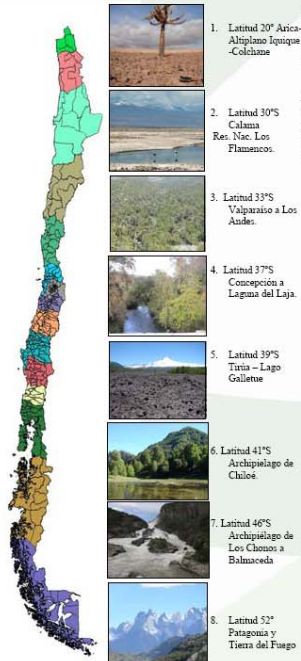 1. Latitud 20° Arica-
Altiplano Iquique
-Colchane
2. Latitud 30°S
Calama
Res. Nac. Los
Flamencos.
3. Latitud 33°S
Valparaíso a Los
Andes.
4. Latitud 37°S
Concepción a
Laguna del Laja.
5. Latitud 39°S
Tirúa – Lago
Galletue
6. Latitud 41°S
Archipielago de
Chiloé.
7. Latitud 46°S
Archipiélago de
Los Chonos a
Balmaceda
8. Latitud 52°
Patagonia y
Tierra del Fuego